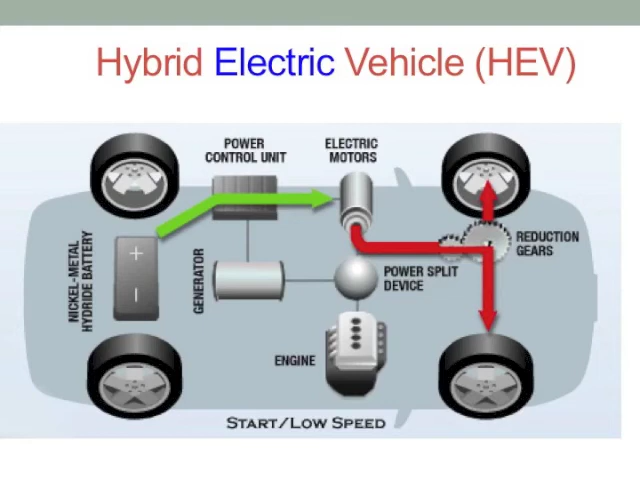 Hybrid Electric Vehicle (HEV)
POWER
CONTROL UNIT
ELECTRIC
MOTORS
NICKEL-METAL
HYDRIDE BATTERY
+
–
GENERATOR
POWER SPLIT
DEVICE
REDUCTION
GEARS
ENGINE
START/LOW SPEED